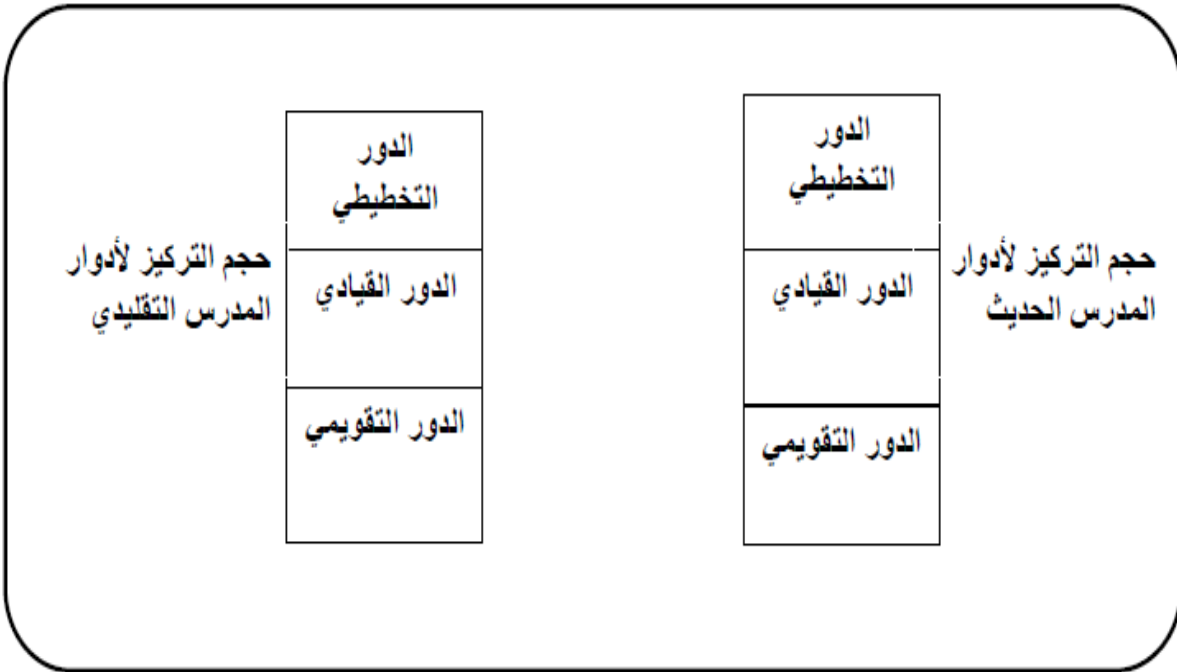 حجم التركيز لأدوار
المدرس الحديث
الدور
التخطيطي
الدور القيادي
الدور التقويمي
الدور
التخطيطي
الدور القيادي
الدور التقويمي
حجم التركيز لأدوار
المدرس التقليدي